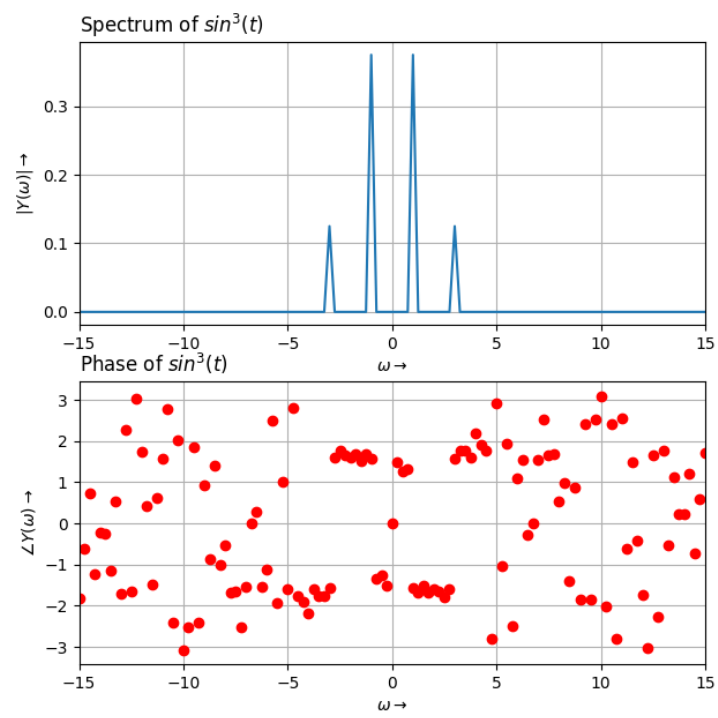 Spectrum of sin³(t)
|Y(ω)|→
0.3
0.2
0.1
0.0
−15 −10 −5 0 5 10 15
ω→
Phase of sin³(t)
∠Y(ω)→
3
2
1
0
−1
−2
−3
−15 −10 −5 0 5 10 15
ω→